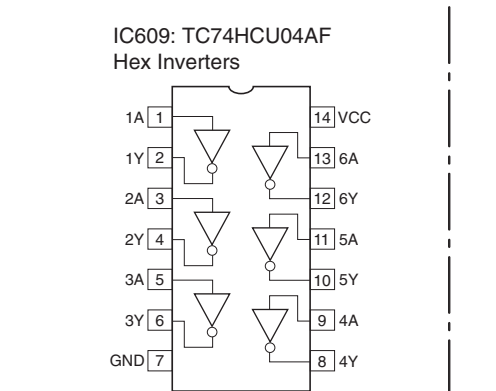 IC609: TC74HCU04AF
Hex Inverters
1A 1 14 VCC
1Y 2 13 6A
2A 3 12 6Y
2Y 4 11 5A
3A 5 10 5Y
3Y 6 9 4A
GND 7 8 4Y